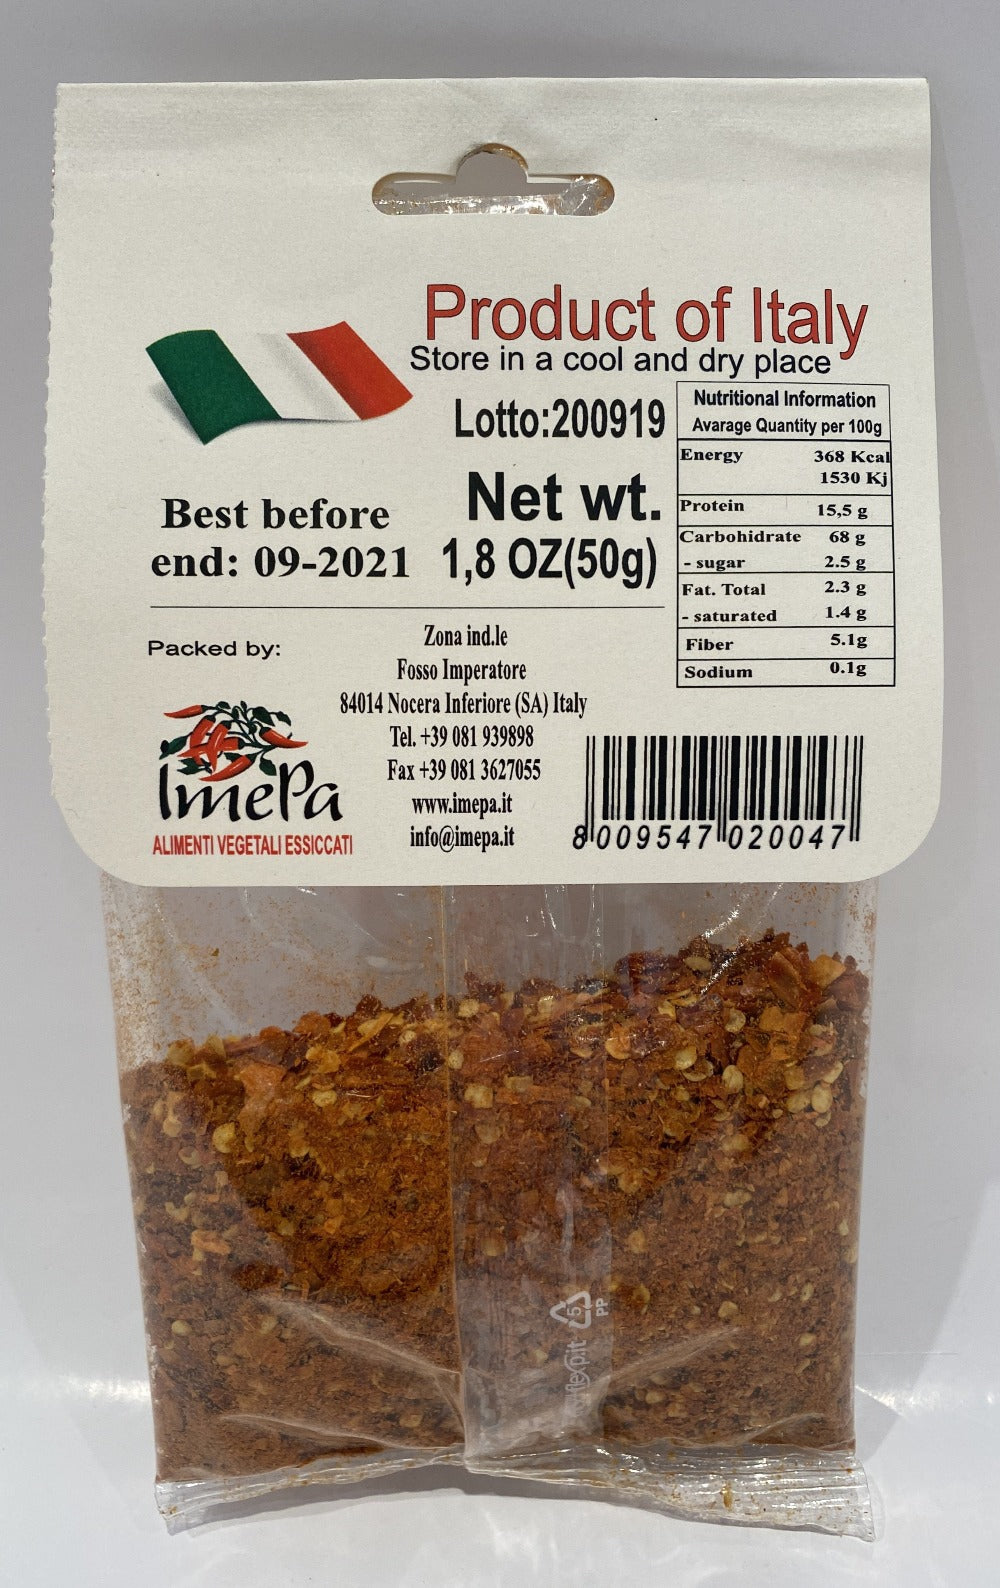 Product of Italy
Store in a cool and dry place
Lotto:200919
Net wt.
1,8 OZ(50g)
Best before
end: 09-2021
Nutritional Information
Avarage Quantity per 100g
Energy 368 Kcal
1530 Kj
Protein 15,5 g
Carbohidrate 68 g
- sugar 2.5 g
Fat. Total 2.3 g
- saturated 1.4 g
Fiber 5.1g
Sodium 0.1g
Packed by:
Zona ind.le
Fosso Imperatore
84014 Nocera Inferiore (SA) Italy
Tel. +39 081 939898
Fax +39 081 3627055
www.imepa.it
info@imepa.it
ImePa
ALIMENTI VEGETALI ESSICCATI
8 009547 020047
5
PP